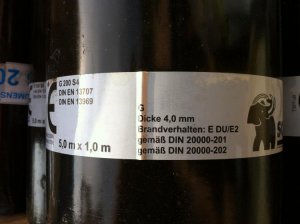 G 200 S4
DIN EN 13707
DIN EN 13969
5,0 m x 1,0 m
G
Dicke 4,0 mm
Brandverhalten: E DU/E2
gemäß DIN 20000-201
gemäß DIN 20000-202